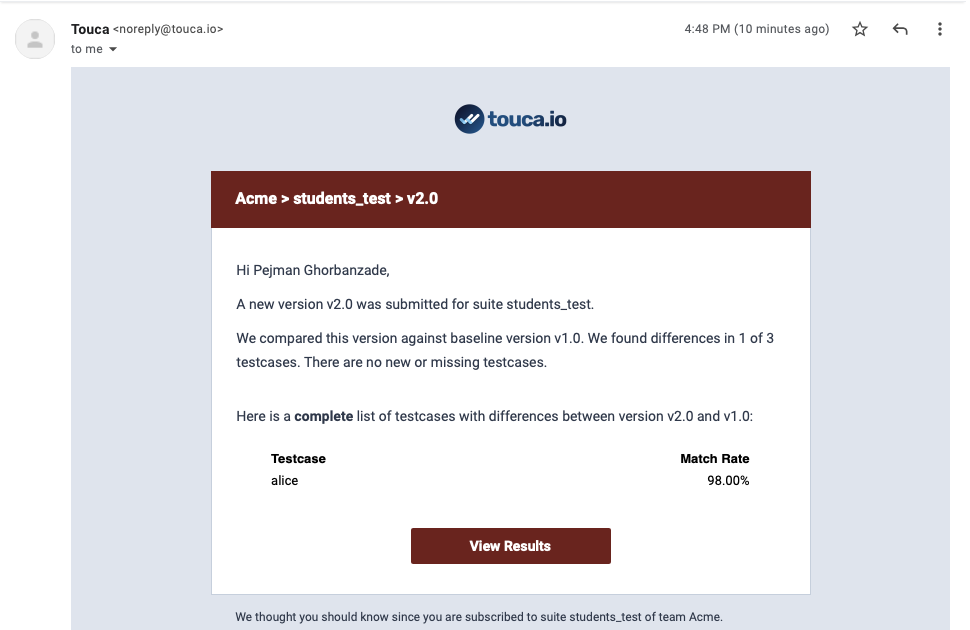 Touca <noreply@touca.io>
4:48 PM (10 minutes ago)
to me
touca.io
Acme > students_test > v2.0
Hi Pejman Ghorbanzade,
A new version v2.0 was submitted for suite students_test.
We compared this version against baseline version v1.0. We found differences in 1 of 3
testcases. There are no new or missing testcases.
Here is a complete list of testcases with differences between version v2.0 and v1.0:
Testcase Match Rate
alice 98.00%
View Results
We thought you should know since you are subscribed to suite students_test of team Acme.